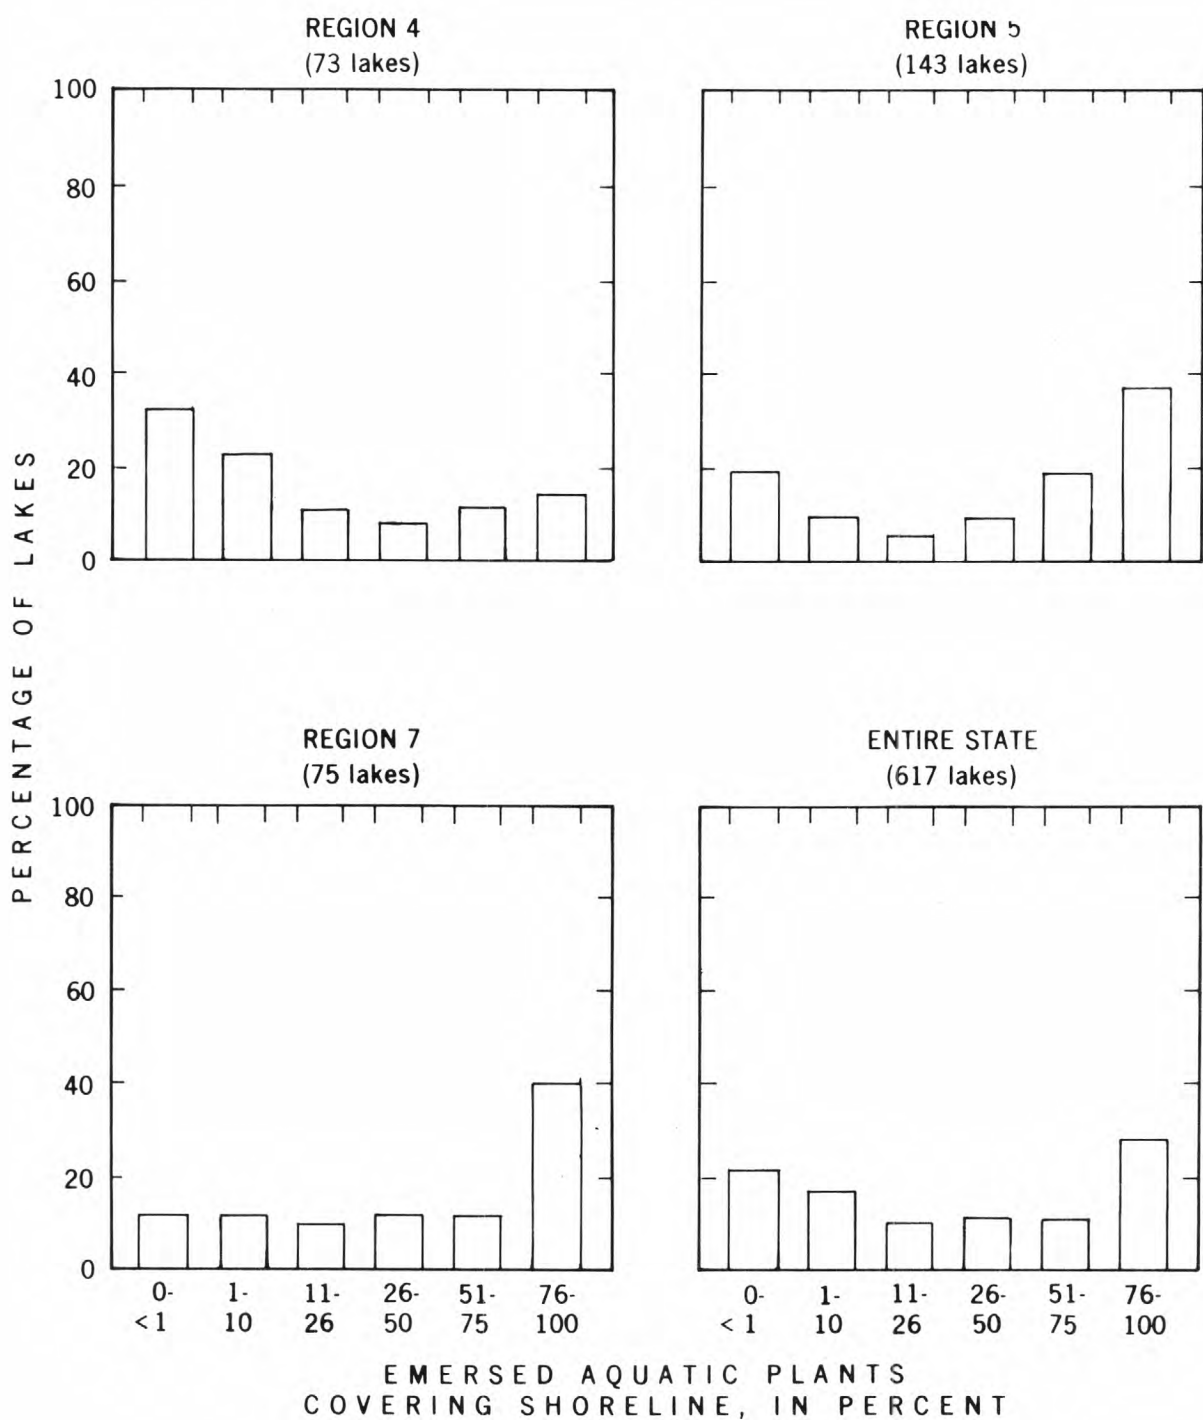 REGION 4
(73 lakes)
REGION 5
(143 lakes)
100
80
60
40
20
0
PERCENTAGE OF LAKES
REGION 7
(75 lakes)
ENTIRE STATE
(617 lakes)
100
80
60
40
20
0
0- 1- 11- 26- 51- 76-
<1 10 26 50 75 100
0- 1- 11- 26- 51- 76-
<1 10 26 50 75 100
EMERSED AQUATIC PLANTS
COVERING SHORELINE, IN PERCENT